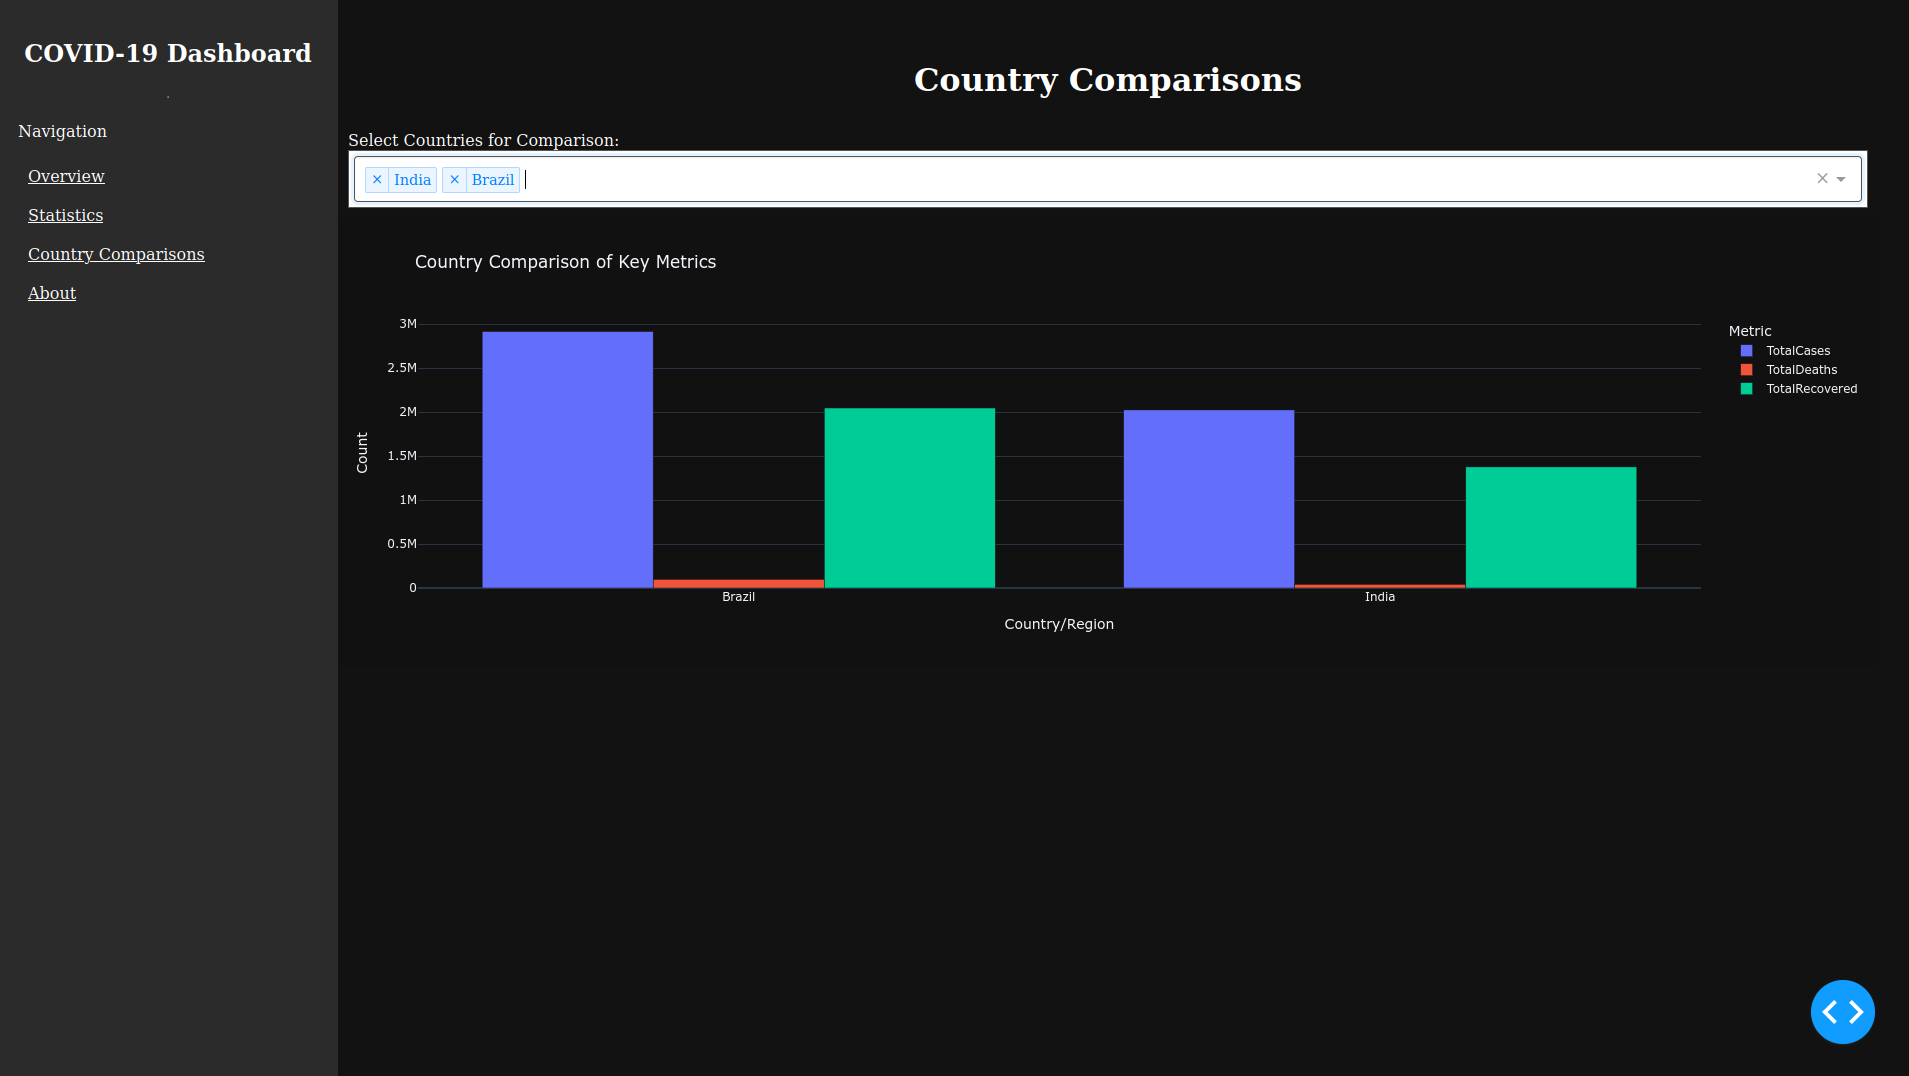 COVID-19 Dashboard
Navigation
Overview
Statistics
Country Comparisons
About
Country Comparisons
Select Countries for Comparison:
× India × Brazil ×
Country Comparison of Key Metrics
3M
2.5M
2M
1.5M
1M
0.5M
0
Count
Brazil India
Country/Region
Metric
TotalCases
TotalDeaths
TotalRecovered